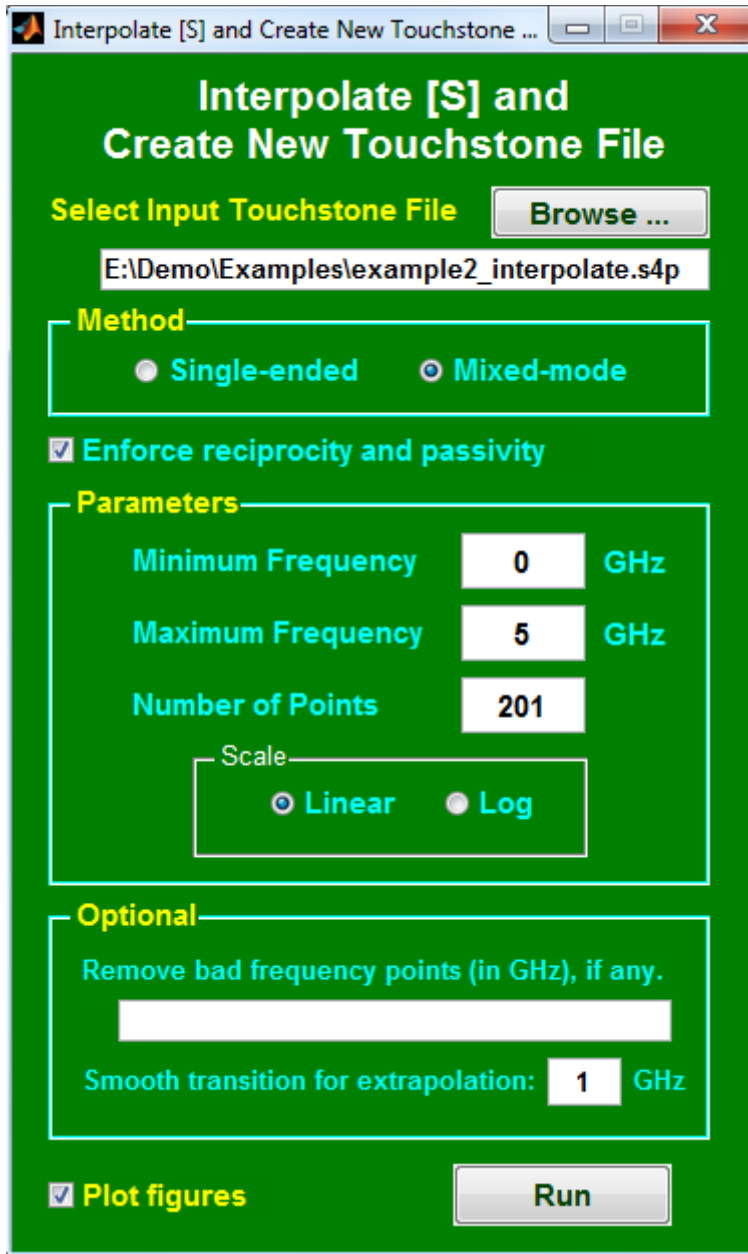 Interpolate [S] and Create New Touchstone ...
Interpolate [S] and
Create New Touchstone File
Select Input Touchstone File Browse ...
E:\Demo\Examples\example2_interpolate.s4p
Method
Single-ended Mixed-mode
Enforce reciprocity and passivity
Parameters
Minimum Frequency 0 GHz
Maximum Frequency 5 GHz
Number of Points 201
Scale
Linear Log
Optional
Remove bad frequency points (in GHz), if any.
Smooth transition for extrapolation: 1 GHz
Plot figures Run